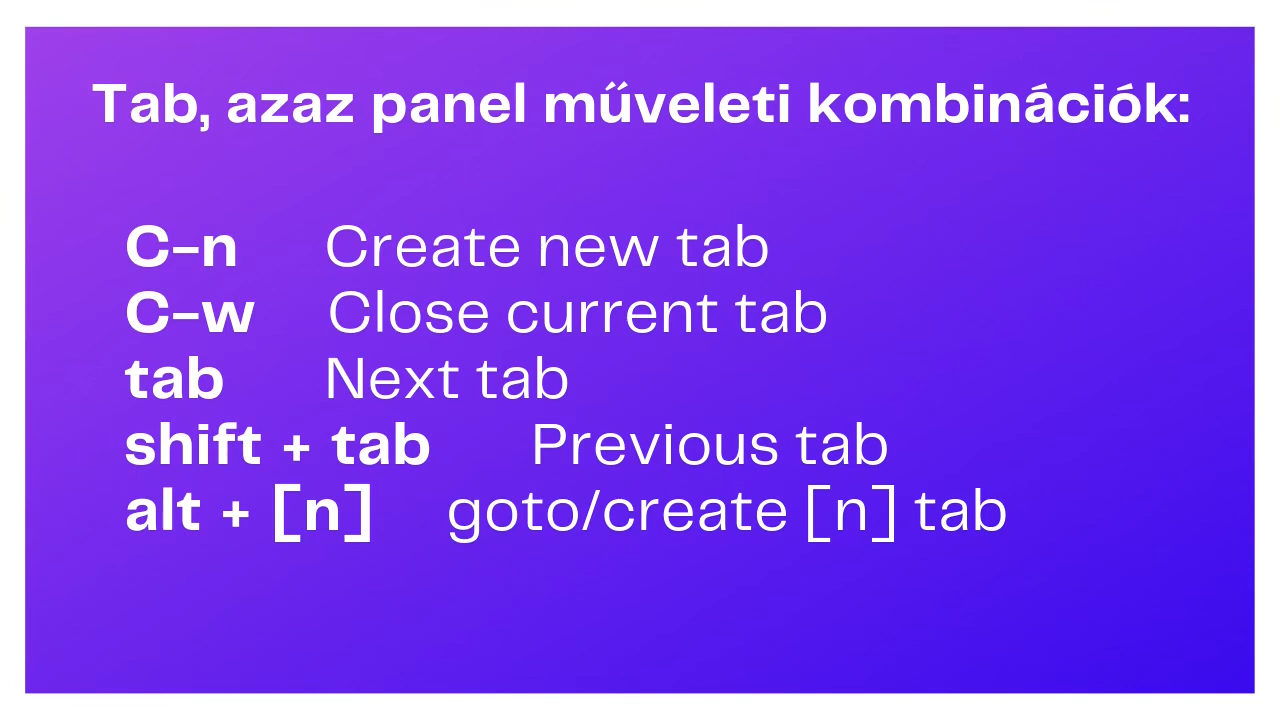 Tab, azaz panel műveleti kombinációk:
C-n Create new tab
C-w Close current tab
tab Next tab
shift + tab Previous tab
alt + [n] goto/create [n] tab